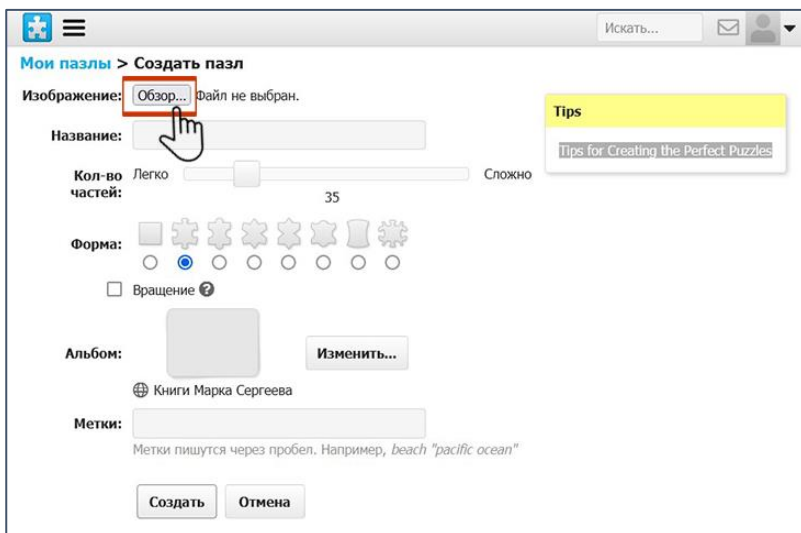 Искать...
Мои пазлы > Создать пазл
Изображение: Обзор... Файл не выбран.
Tips
Название:
Tips for Creating the Perfect Puzzles
Кол-во частей: Легко Сложно
35
Форма:
Вращение ?
Альбом: Изменить...
Книги Марка Сергеева
Метки:
Метки пишутся через пробел. Например, beach "pacific ocean"
Создать Отмена